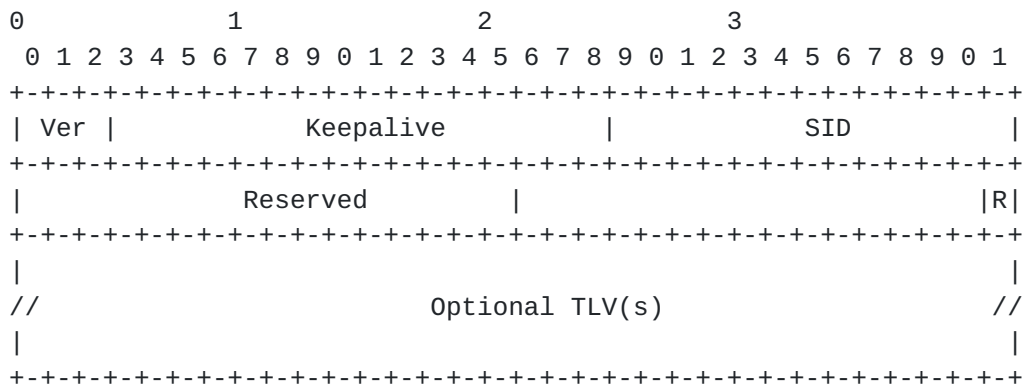 0                   1                   2                   3
 0 1 2 3 4 5 6 7 8 9 0 1 2 3 4 5 6 7 8 9 0 1 2 3 4 5 6 7 8 9 0 1
+-+-+-+-+-+-+-+-+-+-+-+-+-+-+-+-+-+-+-+-+-+-+-+-+-+-+-+-+-+-+-+-+
| Ver |            Keepalive          |            SID          |
+-+-+-+-+-+-+-+-+-+-+-+-+-+-+-+-+-+-+-+-+-+-+-+-+-+-+-+-+-+-+-+-+
|              Reserved         |                             |R|
+-+-+-+-+-+-+-+-+-+-+-+-+-+-+-+-+-+-+-+-+-+-+-+-+-+-+-+-+-+-+-+-+
|                                                               |
//                         Optional TLV(s)                     //
|                                                               |
+-+-+-+-+-+-+-+-+-+-+-+-+-+-+-+-+-+-+-+-+-+-+-+-+-+-+-+-+-+-+-+-+